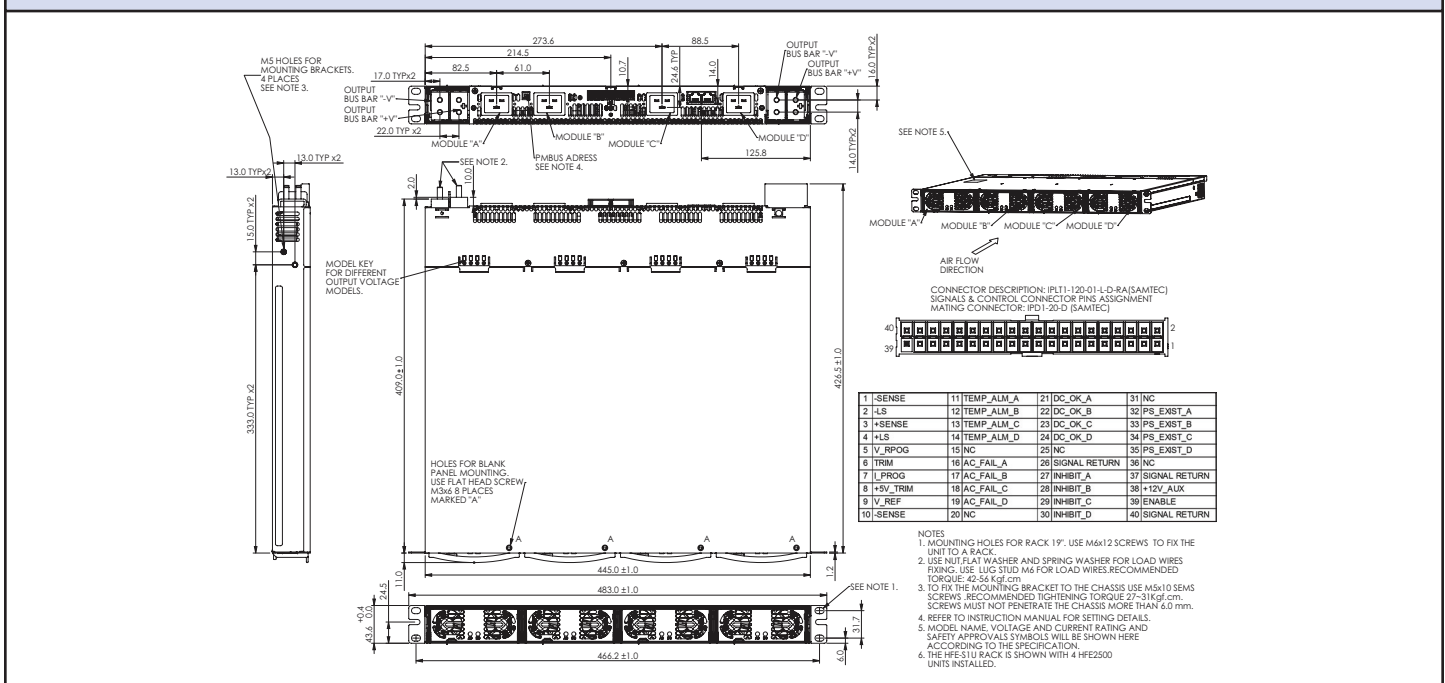 273.6
88.5
214.5
82.5
61.0
10.7
24.6 TYP
14.0
16.0 TYPx2
OUTPUT
BUS BAR "-V"
OUTPUT
BUS BAR "+V"
M5 HOLES FOR
MOUNTING BRACKETS.
4 PLACES
SEE NOTE 3.
17.0 TYPx2
OUTPUT
BUS BAR "-V"
OUTPUT
BUS BAR "+V"
22.0 TYP x2
MODULE "A"
MODULE "B"
MODULE "C"
MODULE "D"
PMBUS ADRESS
SEE NOTE 4.
125.8
14.0 TYPx2
13.0 TYP x2
13.0 TYPx2
15.0 TYP x2
333.0 TYP x2
SEE NOTE 2.
2.0
10.0
MODEL KEY
FOR DIFFERENT
OUTPUT VOLTAGE
MODELS.
409.0±1.0
426.5 ±1.0
HOLES FOR BLANK
PANEL MOUNTING.
USE FLAT HEAD SCREW
M3x6 8 PLACES
MARKED "A"
A
A
A
A
11.0
1.2
445.0 ±1.0
483.0 ±1.0
SEE NOTE 1.
24.5
+0.4
0.0
43.6
31.7
6.0
466.2 ±1.0
SEE NOTE 5.
MODULE "A"
MODULE "B"
MODULE "C"
MODULE "D"
AIR FLOW
DIRECTION
CONNECTOR DESCRIPTION: IPLT1-120-01-L-D-RA(SAMTEC)
SIGNALS & CONTROL CONNECTOR PINS ASSIGNMENT
MATING CONNECTOR: IPD1-20-D (SAMTEC)
40
2
39
1
1 -SENSE 11 TEMP_ALM_A 21 DC_OK_A 31 NC
2 -LS 12 TEMP_ALM_B 22 DC_OK_B 32 PS_EXIST_A
3 +SENSE 13 TEMP_ALM_C 23 DC_OK_C 33 PS_EXIST_B
4 +LS 14 TEMP_ALM_D 24 DC_OK_D 34 PS_EXIST_C
5 V_RPOG 15 NC 25 NC 35 PS_EXIST_D
6 TRIM 16 AC_FAIL_A 26 SIGNAL RETURN 36 NC
7 I_PROG 17 AC_FAIL_B 27 INHIBIT_A 37 SIGNAL RETURN
8 +5V_TRIM 18 AC_FAIL_C 28 INHIBIT_B 38 +12V_AUX
9 V_REF 19 AC_FAIL_D 29 INHIBIT_C 39 ENABLE
10 -SENSE 20 NC 30 INHIBIT_D 40 SIGNAL RETURN
NOTES
1. MOUNTING HOLES FOR RACK 19". USE M6x12 SCREWS TO FIX THE
UNIT TO A RACK.
2. USE NUT,FLAT WASHER AND SPRING WASHER FOR LOAD WIRES
FIXING. USE LUG STUD M6 FOR LOAD WIRES.RECOMMENDED
TORQUE: 42-56 Kgf.cm
3. TO FIX THE MOUNTING BRACKET TO THE CHASSIS USE M5x10 SEMS
SCREWS .RECOMMENDED TIGHTENING TORQUE 27~31Kgf.cm.
SCREWS MUST NOT PENETRATE THE CHASSIS MORE THAN 6.0 mm.
4. REFER TO INSTRUCTION MANUAL FOR SETTING DETAILS.
5. MODEL NAME, VOLTAGE AND CURRENT RATING AND
SAFETY APPROVALS SYMBOLS WILL BE SHOWN HERE
ACCORDING TO THE SPECIFICATION.
6. THE HFE-S1U RACK IS SHOWN WITH 4 HFE2500
UNITS INSTALLED.